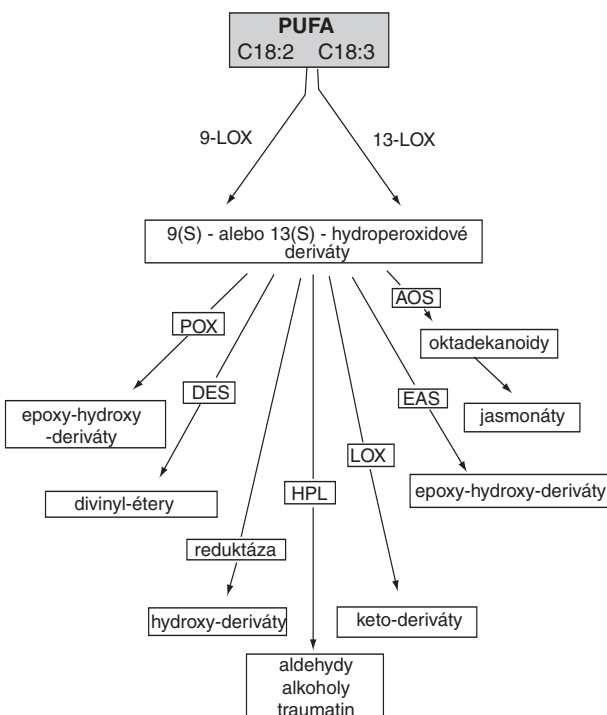 PUFA
C18:2 C18:3
9-LOX
13-LOX
9(S) - alebo 13(S) - hydroperoxidové
deriváty
AOS
POX
oktadekanoidy
DES
EAS
epoxy-hydroxy
-deriváty
jasmonáty
LOX
HPL
epoxy-hydroxy-deriváty
divinyl-étery
reduktáza
hydroxy-deriváty
keto-deriváty
aldehydy
alkoholy
traumatin